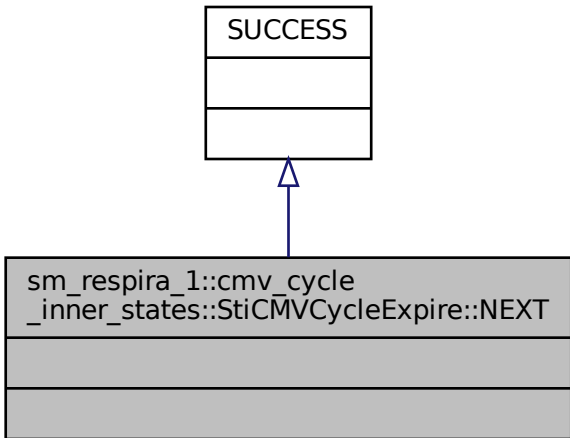 SUCCESS
sm_respira_1::cmv_cycle
_inner_states::StiCMVCycleExpire::NEXT